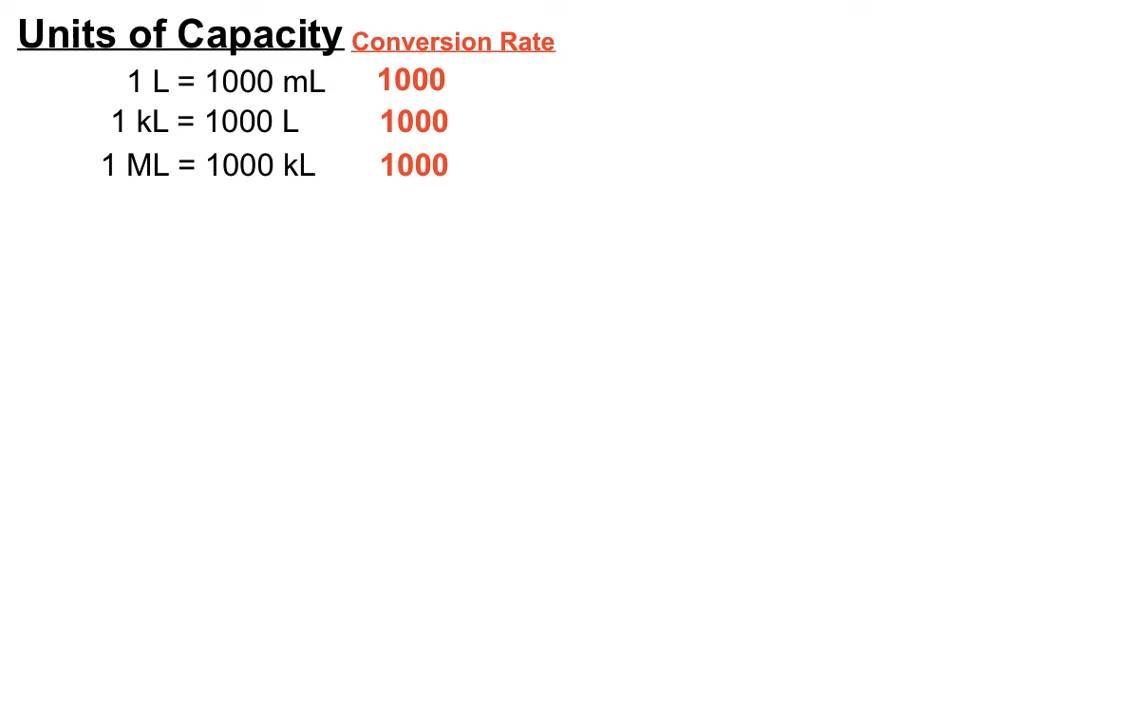 Units of Capacity Conversion Rate
1 L = 1000 mL 1000
1 kL = 1000 L 1000
1 ML = 1000 kL 1000